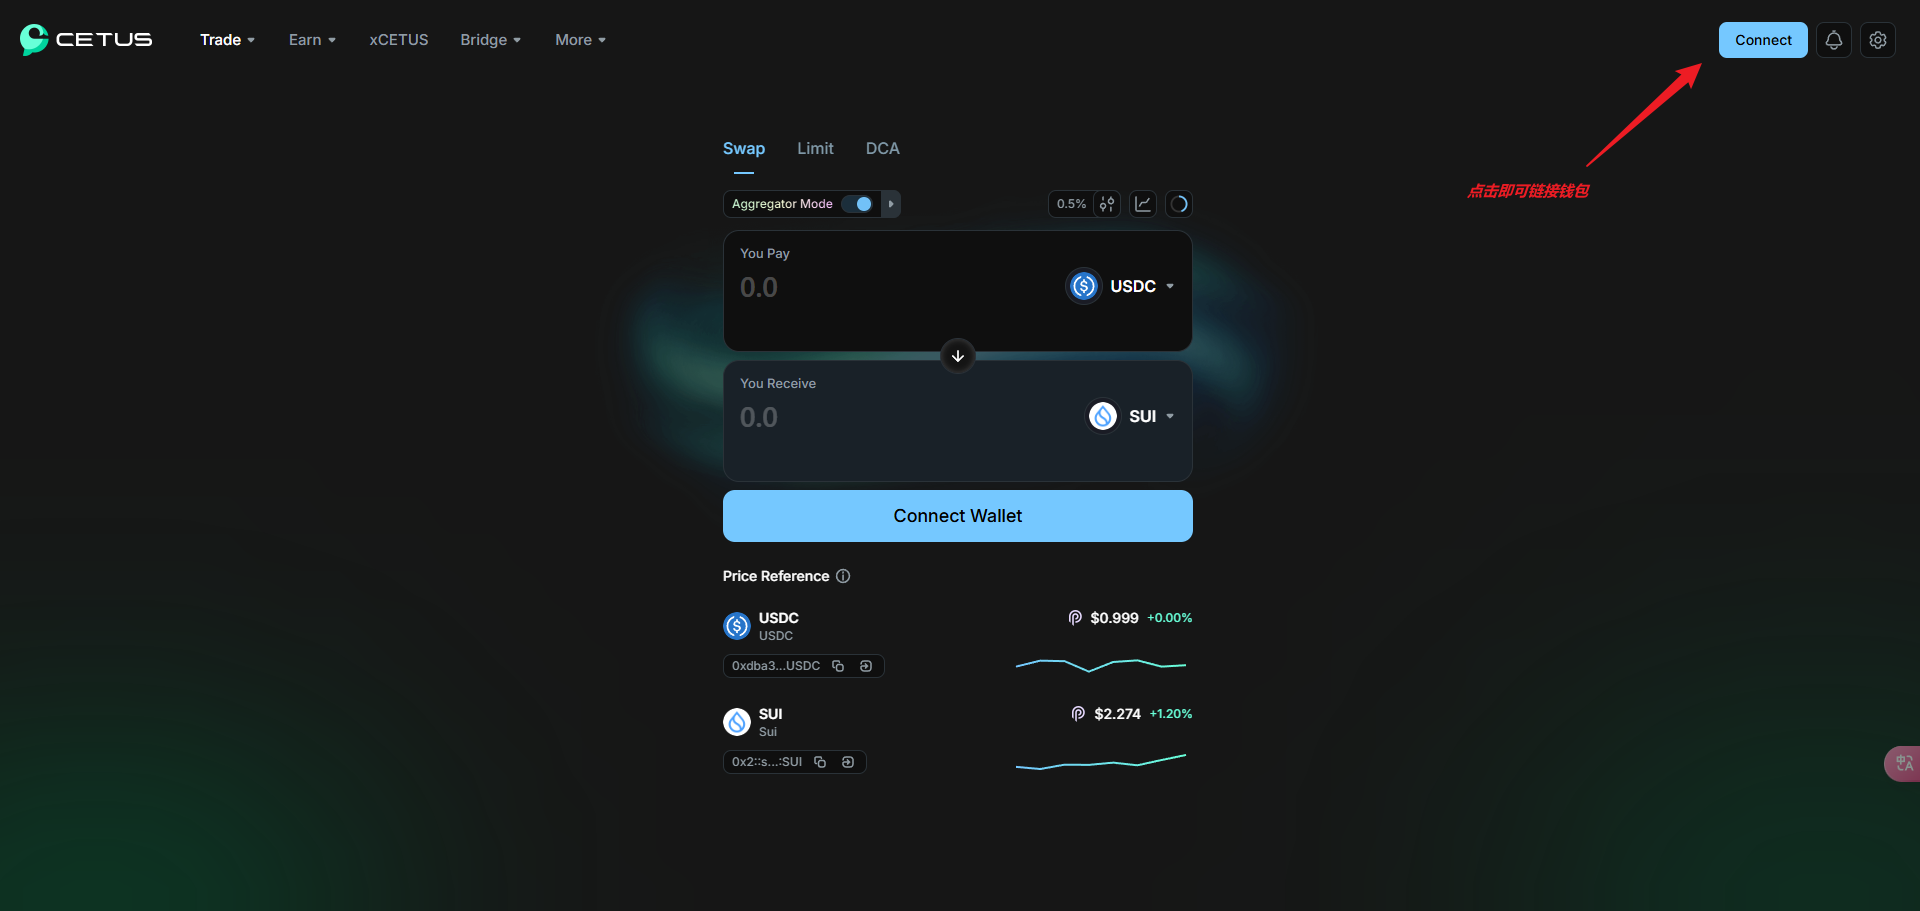 CETUS
Trade
Earn
xCETUS
Bridge
More
Connect
点击即可链接钱包
Swap
Limit
DCA
Aggregator Mode
0.5%
You Pay
0.0
USDC
You Receive
0.0
SUI
Connect Wallet
Price Reference
USDC
$0.999 +0.00%
USDC
0xdba3...USDC
SUI
$2.274 +1.20%
Sui
0x2::s...:SUI
中A